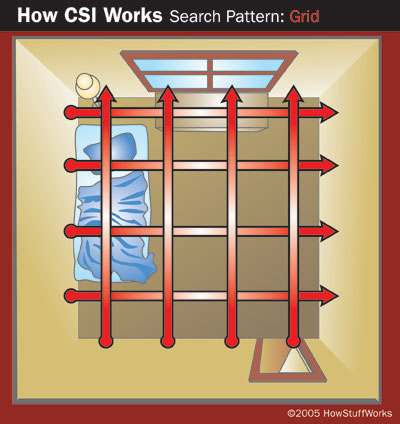 How CSI Works Search Pattern: Grid
©2005 HowStuffWorks